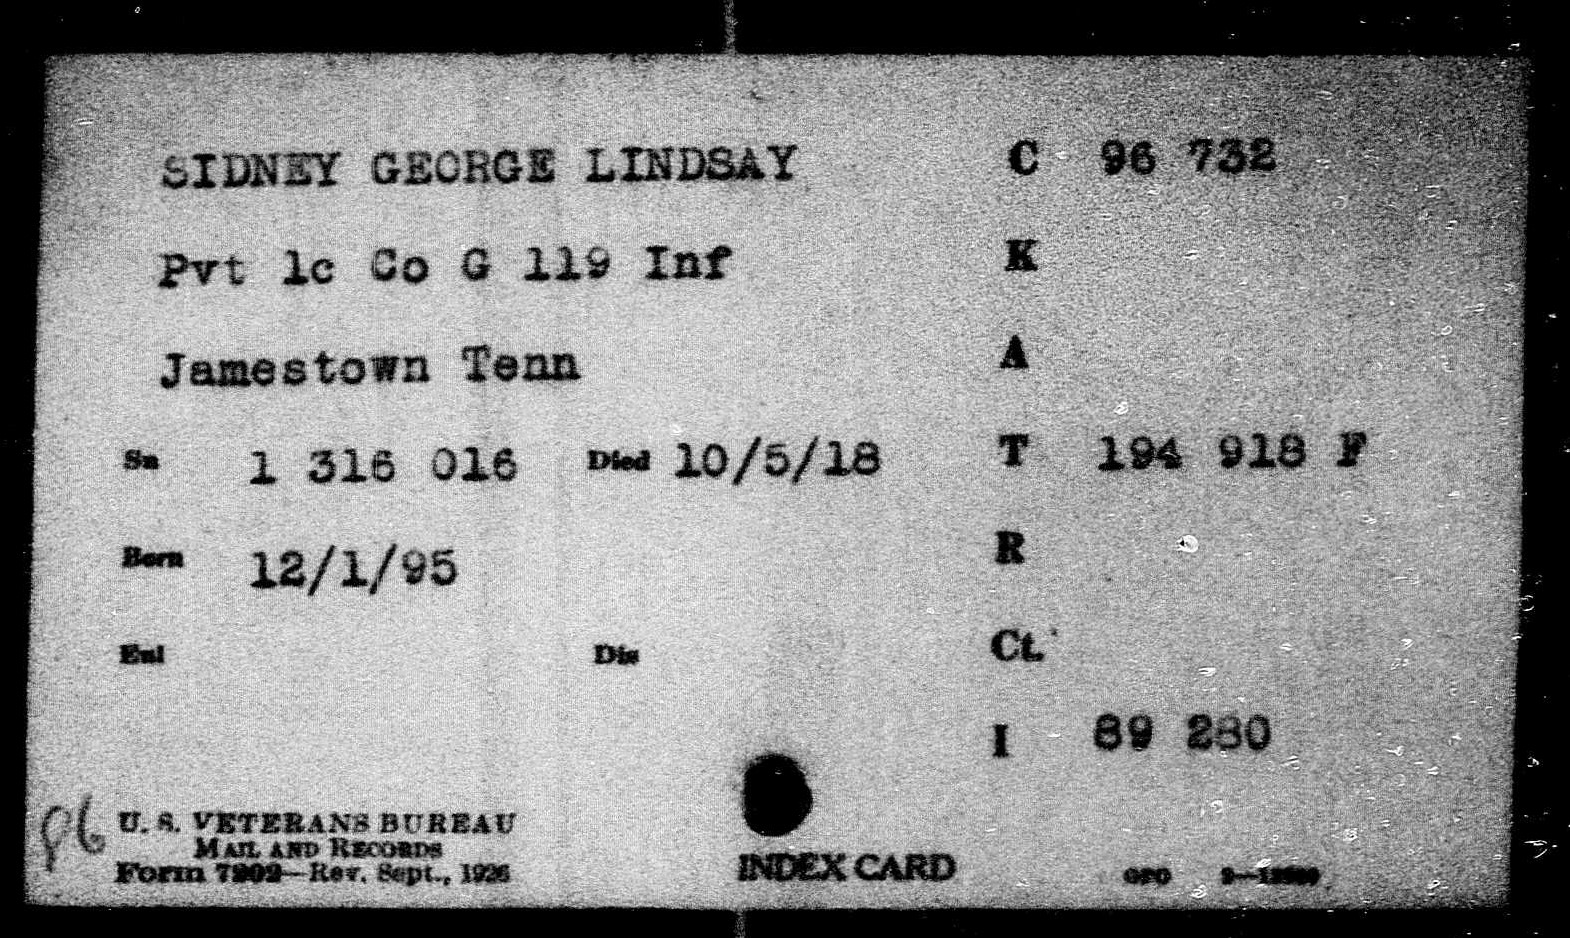 SIDNEY GEORGE LINDSAY C 96 732
Pvt 1c Co G 119 Inf K
Jamestown Tenn A
Sn 1 316 016 Died 10/5/18 T 194 918 F
Born 12/1/95 R
Enl Dis Ct.
I 89 280
U. S. VETERANS BUREAU
MAIL AND RECORDS
Form 7202—Rev. Sept., 1926 INDEX CARD GPO